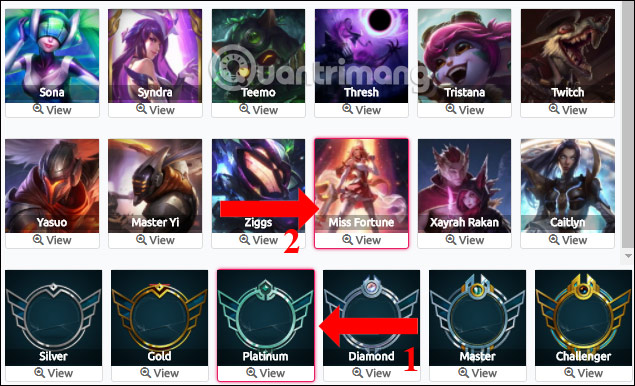 Quantrimang
Sona
Syndra
Teemo
Thresh
Tristana
Twitch
View
View
View
View
View
View
Yasuo
Master Yi
Ziggs
Miss Fortune
Xayrah Rakan
Caitlyn
View
View
View
View
View
View
2
Silver
Gold
Platinum
Diamond
Master
Challenger
View
View
View
View
View
View
1